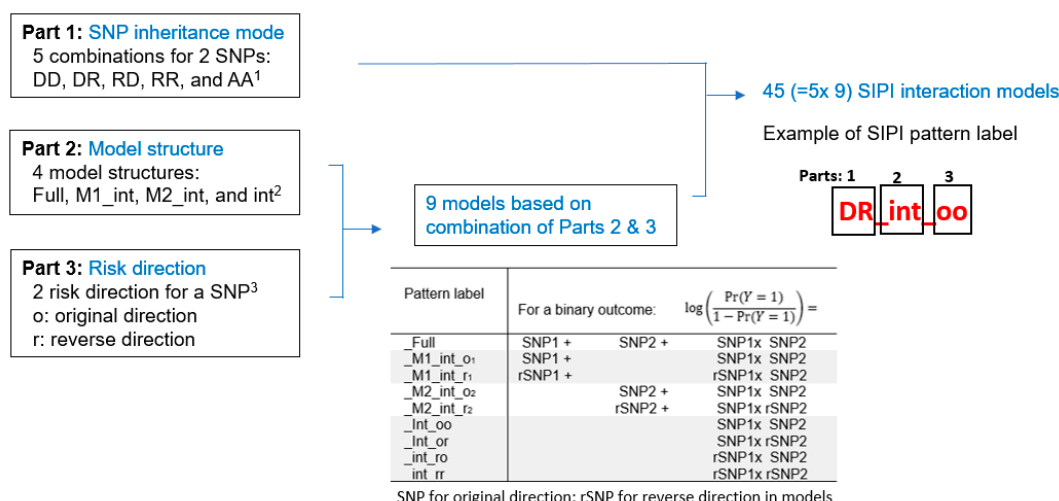 Part 1: SNP inheritance mode
5 combinations for 2 SNPs:
DD, DR, RD, RR, and AA¹
Part 2: Model structure
4 model structures:
Full, M1_int, M2_int, and int²
Part 3: Risk direction
2 risk direction for a SNP³
o: original direction
r: reverse direction
9 models based on
combination of Parts 2 & 3
45 (=5x 9) SIPI interaction models
Example of SIPI pattern label
Parts: 1 2 3
DR_int_oo
Pattern label For a binary outcome: log(Pr(Y = 1) / 1 − Pr(Y = 1)) =
_Full SNP1 + SNP2 + SNP1x SNP2
_M1_int_o1 SNP1 + SNP1x SNP2
_M1_int_r1 rSNP1 + rSNP1x SNP2
_M2_int_o2 SNP2 + SNP1x SNP2
_M2_int_r2 rSNP2 + SNP1x rSNP2
_Int_oo SNP1x SNP2
_Int_or SNP1x rSNP2
_int_ro rSNP1x SNP2
_int_rr rSNP1x rSNP2
SNP for original direction; rSNP for reverse direction in models